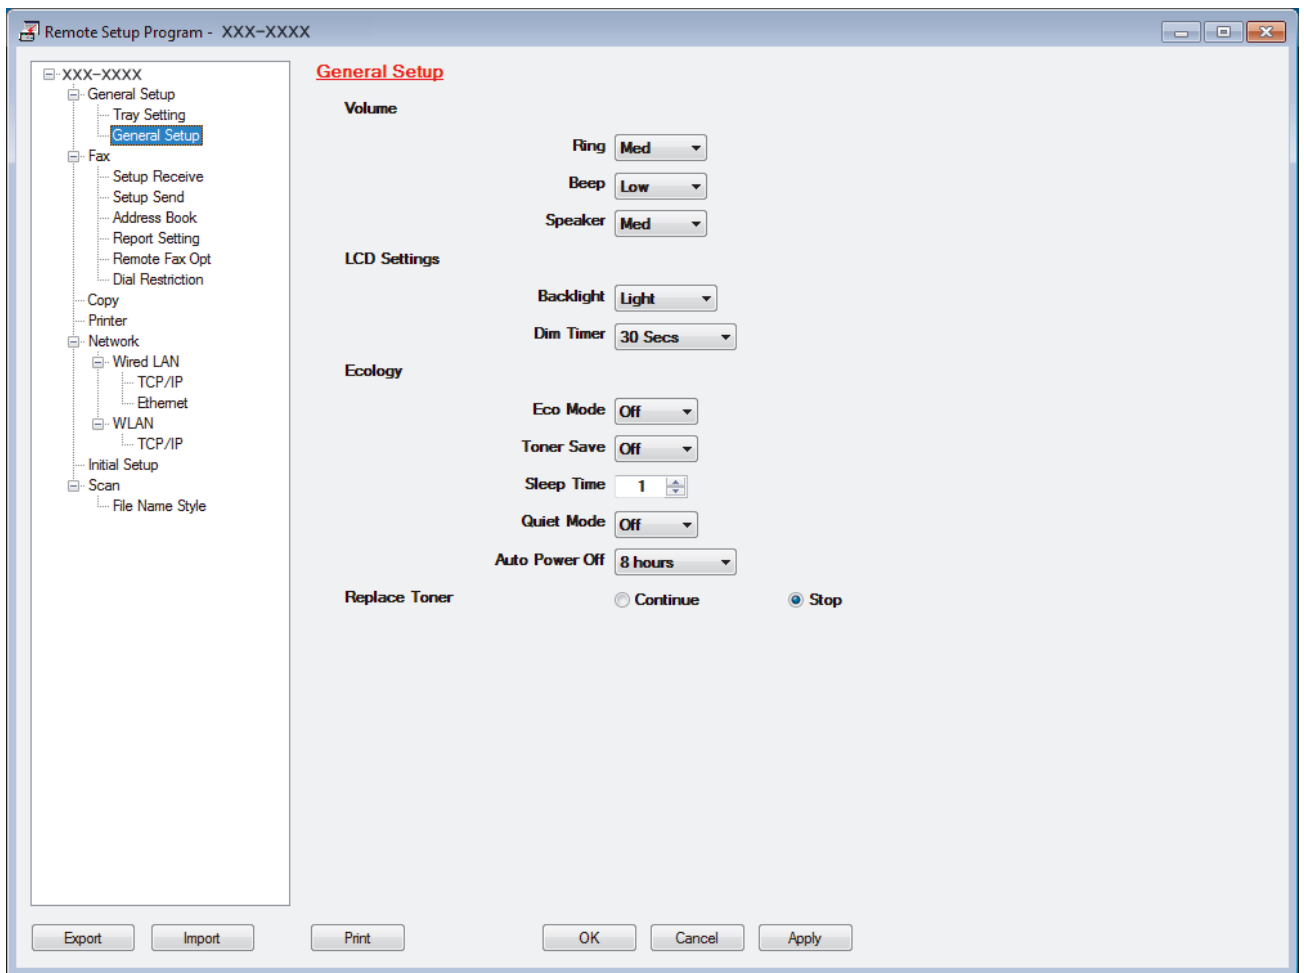 Remote Setup Program - XXX-XXXX
XXX-XXXX
General Setup
Tray Setting
General Setup
Fax
Setup Receive
Setup Send
Address Book
Report Setting
Remote Fax Opt
Dial Restriction
Copy
Printer
Network
Wired LAN
TCP/IP
Ethernet
WLAN
TCP/IP
Initial Setup
Scan
File Name Style
General Setup
Volume
Ring Med
Beep Low
Speaker Med
LCD Settings
Backlight Light
Dim Timer 30 Secs
Ecology
Eco Mode Off
Toner Save Off
Sleep Time 1
Quiet Mode Off
Auto Power Off 8 hours
Replace Toner Continue Stop
Export Import Print OK Cancel Apply